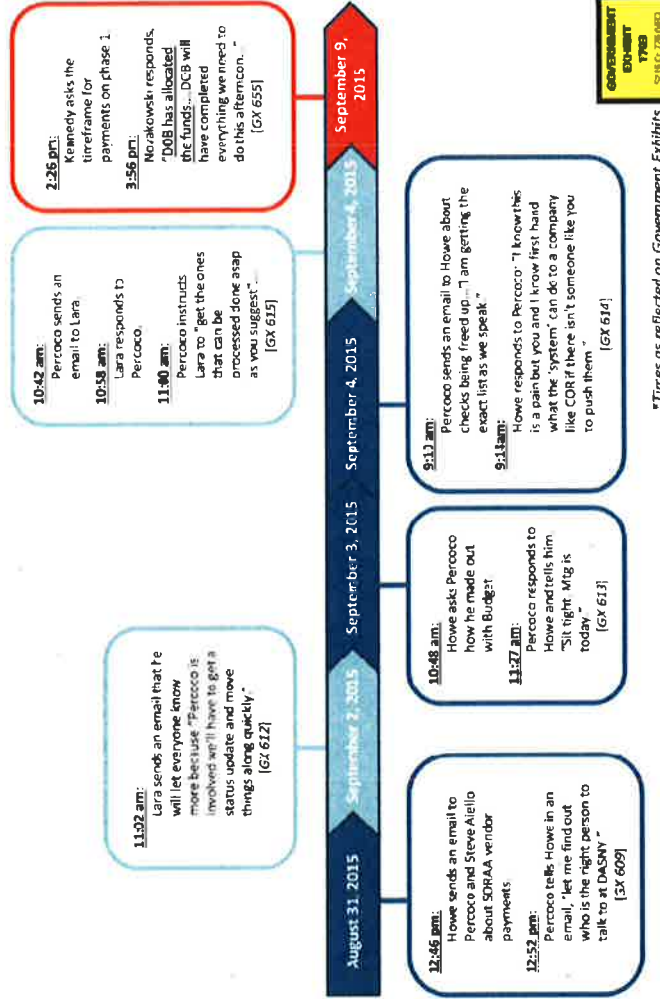 11:02 am:
Lara sends an email that he
will let everyone know
more because "Percoco is
involved we'll have to get a
status update and move
things along quickly."
[GX 612]
10:42 am:
Percoco sends an
email to Lara.
10:58 am:
Lara responds to
Percoco.
11:00 am:
Percoco instructs
Lara to "get the ones
that can be
processed done asap
as you suggest".
[GX 615]
2:26 pm:
Kennedy asks the
timeframe for
payments on phase 1.
3:56 pm:
Novakowski responds,
"DOB has allocated
the funds... DCB will
have completed
everything we need to
do this afternoon."
[GX 655]
August 31, 2015
September 2, 2015
September 3, 2015
September 4, 2015
September 4, 2015
September 9,
2015
12:46 pm:
Howe sends an email to
Percoco and Steve Aiello
about SORAA vendor
payments
12:52 pm:
Percoco tells Howe in an
email, "let me find out
who is the right person to
talk to at DASNY."
[GX 609]
10:48 am:
Howe asks Percoco
how he made out
with Budget
11:27 am:
Percoco responds to
Howe and tells him
"Sit tight. Mtg is
today."
[GX 613]
am:
Percoco sends an email to Howe about
checks being freed up... "I am getting the
exact list as we speak."
am:
Howe responds to Percoco: "I know this
is a pain but you and I know first hand
what the 'system' can do to a company
like COR if there isn't someone like you
to push them"
[GX 614]
*Times as reflected on Government Exhibits
GOVERNMENT
EXHIBIT